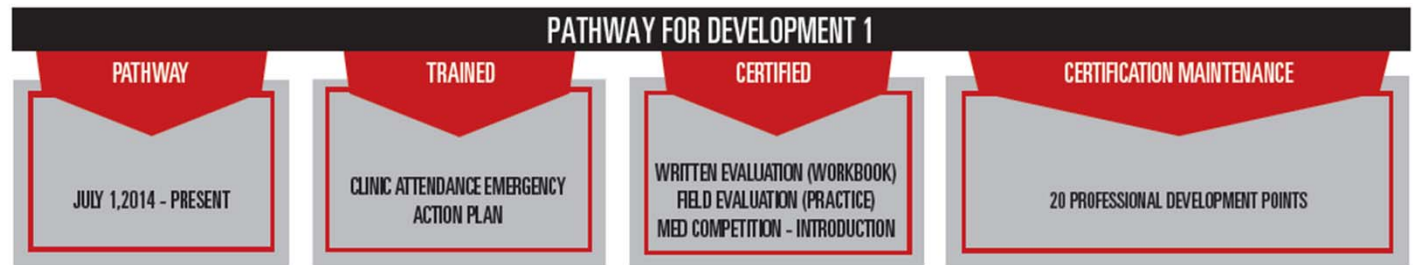 PATHWAY FOR DEVELOPMENT 1
PATHWAY
JULY 1,2014 - PRESENT
TRAINED
CLINIC ATTENDANCE EMERGENCY
ACTION PLAN
CERTIFIED
WRITTEN EVALUATION (WORKBOOK)
FIELD EVALUATION (PRACTICE)
MED COMPETITION - INTRODUCTION
CERTIFICATION MAINTENANCE
20 PROFESSIONAL DEVELOPMENT POINTS